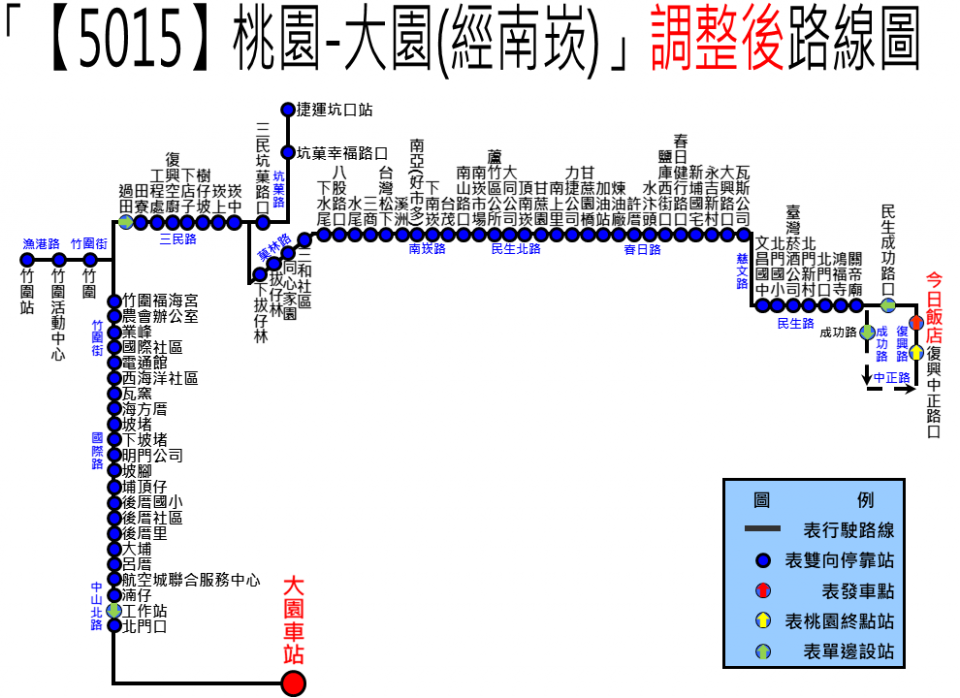 「【5015】桃園-大園(經南崁)」調整後路線圖
捷運坑口站
坑菓幸福路口
坑菓路
過田
田寮
工程處
復興空廚
下店子
樹仔坡
崁上
崁中
三民坑菓路口
三民路
漁港路
竹圍街
竹圍站
竹圍活動中心
竹圍
菓林路
下拔仔林
拔仔林
同心家園
三和社區
下水尾
八股路口
水尾
三商
台灣松下
溪洲
南亞(好市多)
下南崁
台茂
南山路口
南崁市場
蘆竹區公所
大同公司
頂南崁
甘蔗園
南上里
力捷公司
甘蔗園橋
加油站
煉油廠
許厝
水汴頭
鹽庫西街口
春日健行路口
新埔國宅
永吉新村
大興路口
瓦斯公司
南崁路
民生北路
春日路
慈文路
文昌國中
北門國小
臺灣菸酒公司
北門新村
北門口
鴻福寺
關帝廟
民生成功路口
民生路
成功路
成功路
復興路
中正路
今日飯店
復興中正路口
竹圍福海宮
農會辦公室
業峰
國際社區
電通館
西海洋社區
瓦窯
海方厝
坡堵
下坡堵
明門公司
坡腳
埔頂仔
後厝國小
後厝社區
後厝里
大埔
呂厝
航空城聯合服務中心
湳仔
工作站
北門口
竹圍街
國際路
中山北路
大園車站
圖 例
表行駛路線
表雙向停靠站
表發車點
表桃園終點站
表單邊設站